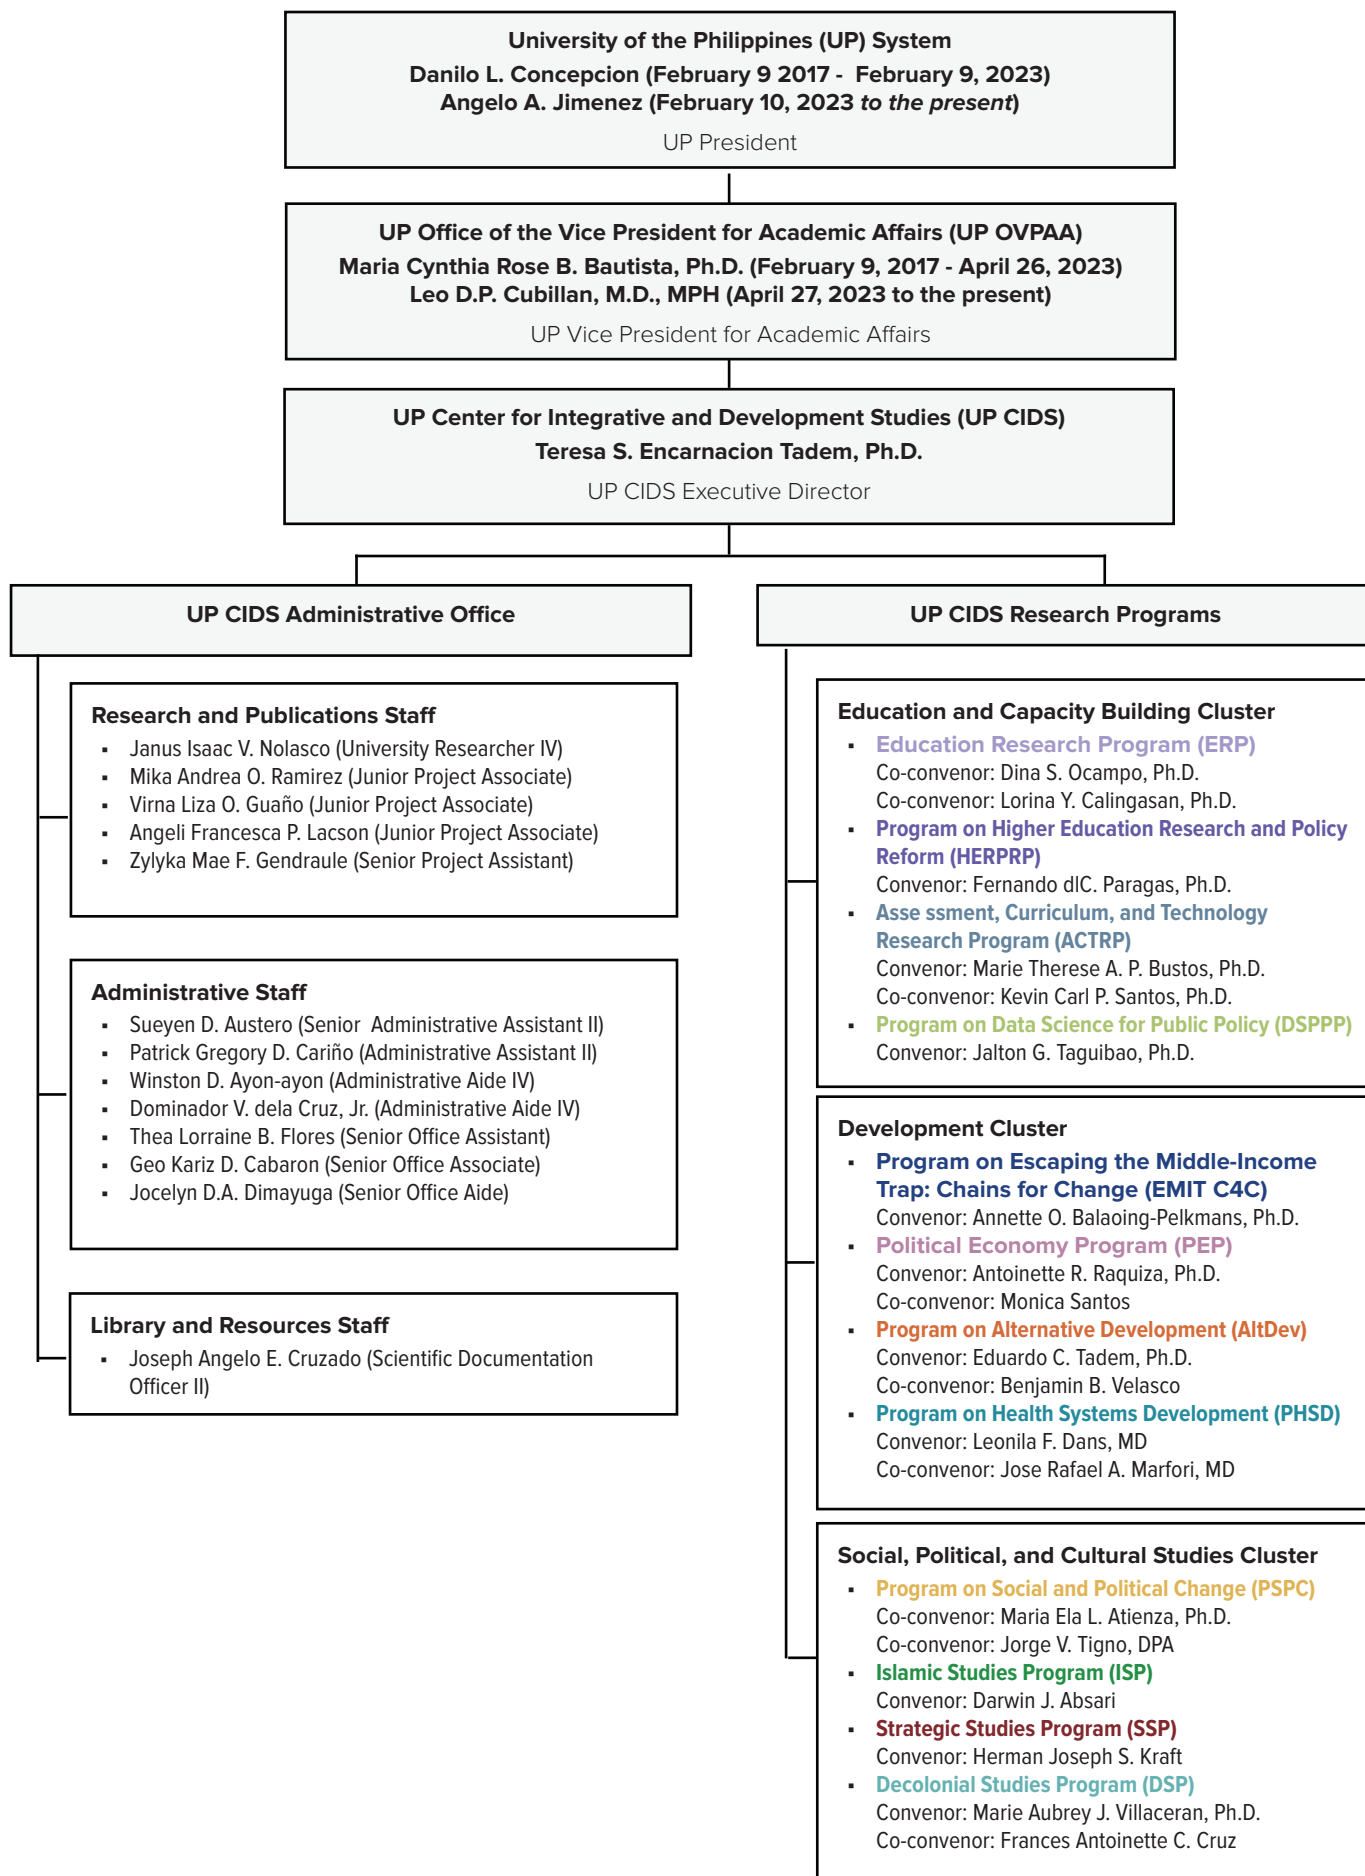 University of the Philippines (UP) System
Danilo L. Concepcion (February 9 2017 - February 9, 2023)
Angelo A. Jimenez (February 10, 2023 to the present)
UP President
UP Office of the Vice President for Academic Affairs (UP OVPAA)
Maria Cynthia Rose B. Bautista, Ph.D. (February 9, 2017 - April 26, 2023)
Leo D.P. Cubillan, M.D., MPH (April 27, 2023 to the present)
UP Vice President for Academic Affairs
UP Center for Integrative and Development Studies (UP CIDS)
Teresa S. Encarnacion Tadem, Ph.D.
UP CIDS Executive Director
UP CIDS Administrative Office
Research and Publications Staff
▪ Janus Isaac V. Nolasco (University Researcher IV)
▪ Mika Andrea O. Ramirez (Junior Project Associate)
▪ Virna Liza O. Guaño (Junior Project Associate)
▪ Angeli Francesca P. Lacson (Junior Project Associate)
▪ Zylyka Mae F. Gendraule (Senior Project Assistant)
Administrative Staff
▪ Sueyen D. Austero (Senior Administrative Assistant II)
▪ Patrick Gregory D. Cariño (Administrative Assistant II)
▪ Winston D. Ayon-ayon (Administrative Aide IV)
▪ Dominador V. dela Cruz, Jr. (Administrative Aide IV)
▪ Thea Lorraine B. Flores (Senior Office Assistant)
▪ Geo Kariz D. Cabaron (Senior Office Associate)
▪ Jocelyn D.A. Dimayuga (Senior Office Aide)
Library and Resources Staff
▪ Joseph Angelo E. Cruzado (Scientific Documentation
Officer II)
UP CIDS Research Programs
Education and Capacity Building Cluster
▪ Education Research Program (ERP)
Co-convenor: Dina S. Ocampo, Ph.D.
Co-convenor: Lorina Y. Calingasan, Ph.D.
▪ Program on Higher Education Research and Policy
Reform (HERPRP)
Convenor: Fernando dlC. Paragas, Ph.D.
▪ Asse ssment, Curriculum, and Technology
Research Program (ACTRP)
Convenor: Marie Therese A. P. Bustos, Ph.D.
Co-convenor: Kevin Carl P. Santos, Ph.D.
▪ Program on Data Science for Public Policy (DSPPP)
Convenor: Jalton G. Taguibao, Ph.D.
Development Cluster
▪ Program on Escaping the Middle-Income
Trap: Chains for Change (EMIT C4C)
Convenor: Annette O. Balaoing-Pelkmans, Ph.D.
▪ Political Economy Program (PEP)
Convenor: Antoinette R. Raquiza, Ph.D.
Co-convenor: Monica Santos
▪ Program on Alternative Development (AltDev)
Convenor: Eduardo C. Tadem, Ph.D.
Co-convenor: Benjamin B. Velasco
▪ Program on Health Systems Development (PHSD)
Convenor: Leonila F. Dans, MD
Co-convenor: Jose Rafael A. Marfori, MD
Social, Political, and Cultural Studies Cluster
▪ Program on Social and Political Change (PSPC)
Co-convenor: Maria Ela L. Atienza, Ph.D.
Co-convenor: Jorge V. Tigno, DPA
▪ Islamic Studies Program (ISP)
Convenor: Darwin J. Absari
▪ Strategic Studies Program (SSP)
Convenor: Herman Joseph S. Kraft
▪ Decolonial Studies Program (DSP)
Convenor: Marie Aubrey J. Villaceran, Ph.D.
Co-convenor: Frances Antoinette C. Cruz